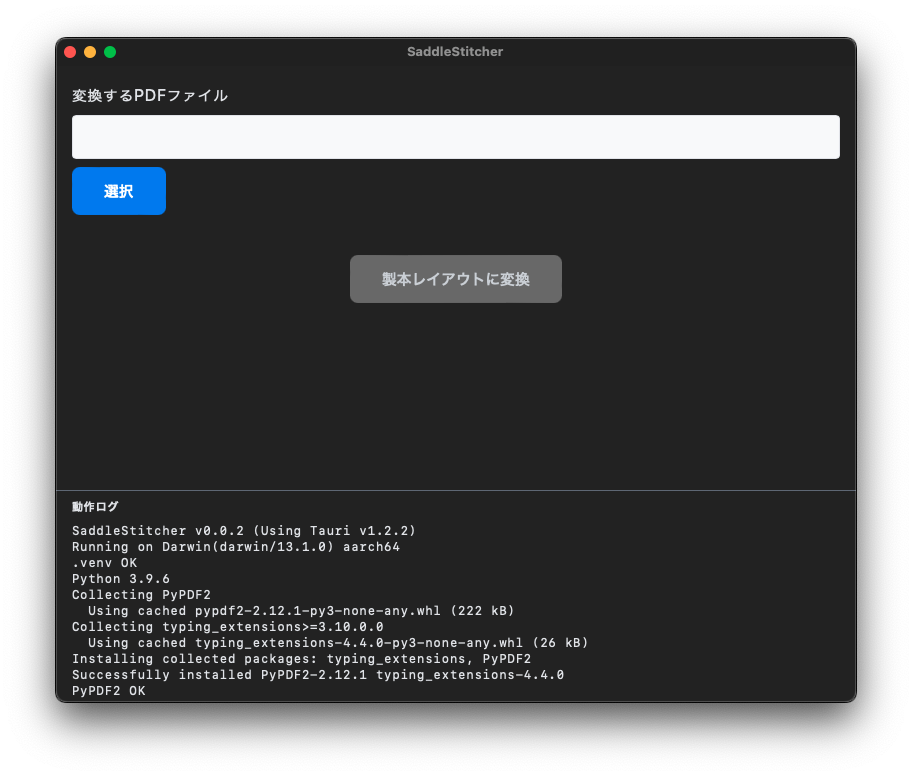 SaddleStitcher
変換するPDFファイル
選択
製本レイアウトに変換
動作ログ
SaddleStitcher v0.0.2 (Using Tauri v1.2.2)
Running on Darwin(darwin/13.1.0) aarch64
.venv OK
Python 3.9.6
Collecting PyPDF2
  Using cached pypdf2-2.12.1-py3-none-any.whl (222 kB)
Collecting typing_extensions>=3.10.0.0
  Using cached typing_extensions-4.4.0-py3-none-any.whl (26 kB)
Installing collected packages: typing_extensions, PyPDF2
Successfully installed PyPDF2-2.12.1 typing_extensions-4.4.0
PyPDF2 OK